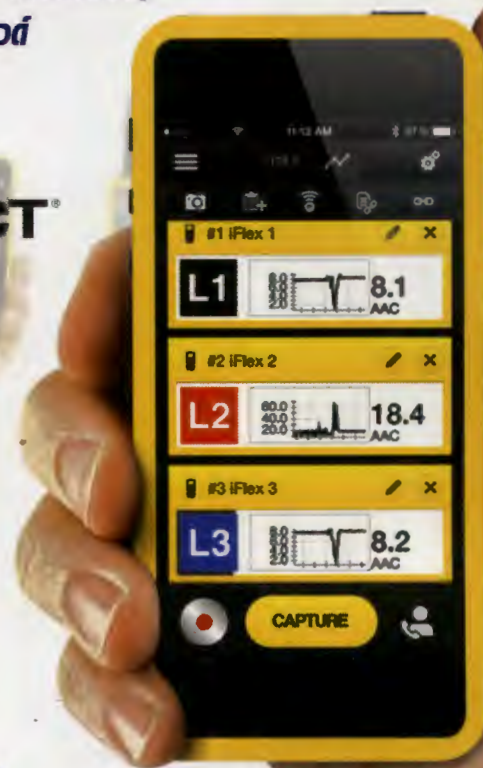 CT®
11:13 AM
#1 iFlex 1
L1
8.1
AAC
#2 iFlex 2
L2
60.0
40.0
20.0
18.4
AAC
#3 iFlex 3
L3
8.2
AAC
CAPTURE